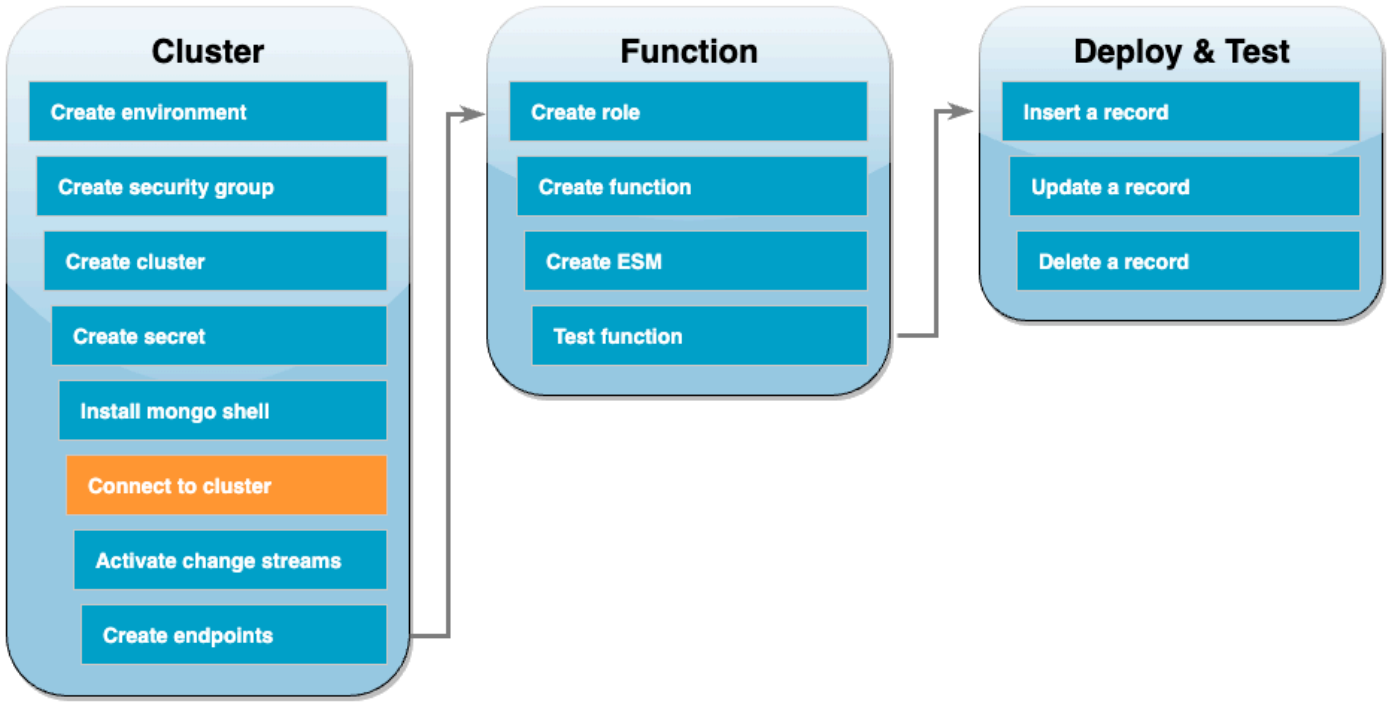 Cluster
Create environment
Create security group
Create cluster
Create secret
Install mongo shell
Connect to cluster
Activate change streams
Create endpoints
Function
Create role
Create function
Create ESM
Test function
Deploy & Test
Insert a record
Update a record
Delete a record